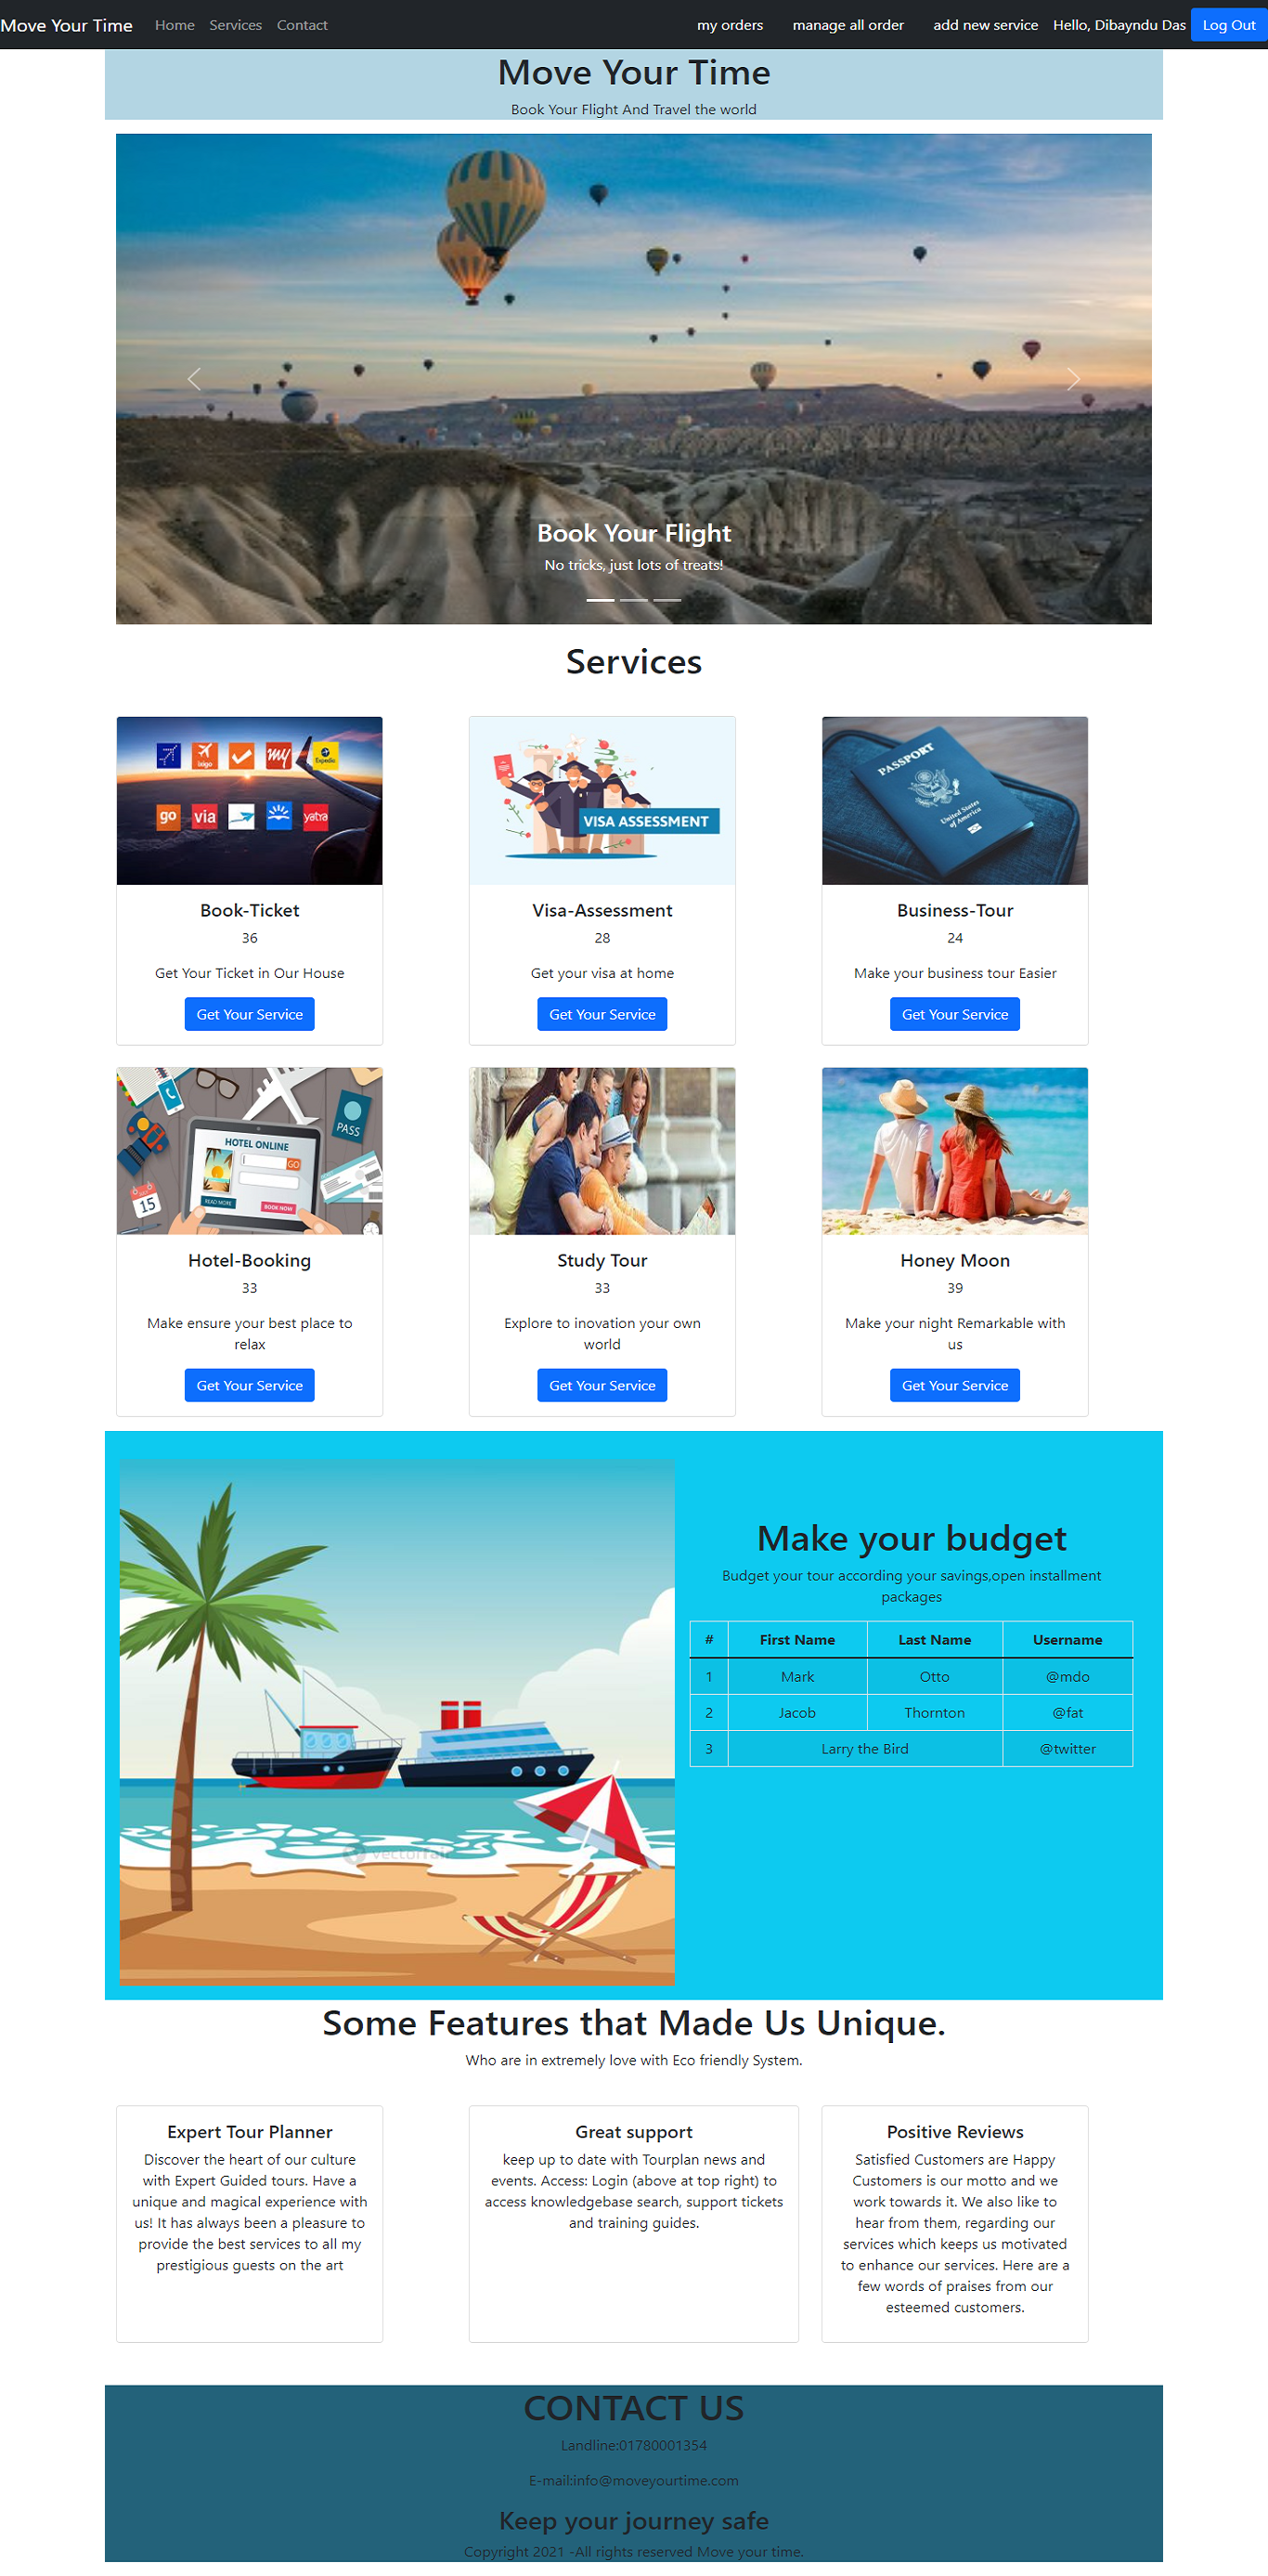 Move Your Time Home Services Contact my orders manage all order add new service Hello, Dibayndu Das Log Out
Move Your Time
Book Your Flight And Travel the world
Book Your Flight
No tricks, just lots of treats!
Services
ixigo
my
Expedia
go
via
yatra
VISA ASSESSMENT
PASSPORT
United States
of America
Book-Ticket
36
Get Your Ticket in Our House
Get Your Service
Visa-Assessment
28
Get your visa at home
Get Your Service
Business-Tour
24
Make your business tour Easier
Get Your Service
PASS
HOTEL ONLINE
GO
READ MORE
BOOK NOW
15
Hotel-Booking
33
Make ensure your best place to
relax
Get Your Service
Study Tour
33
Explore to inovation your own
world
Get Your Service
Honey Moon
39
Make your night Remarkable with
us
Get Your Service
vectorfair
Make your budget
Budget your tour according your savings,open installment
packages
# First Name Last Name Username
1 Mark Otto @mdo
2 Jacob Thornton @fat
3 Larry the Bird @twitter
Some Features that Made Us Unique.
Who are in extremely love with Eco friendly System.
Expert Tour Planner
Discover the heart of our culture
with Expert Guided tours. Have a
unique and magical experience with
us! It has always been a pleasure to
provide the best services to all my
prestigious guests on the art
Great support
keep up to date with Tourplan news and
events. Access: Login (above at top right) to
access knowledgebase search, support tickets
and training guides.
Positive Reviews
Satisfied Customers are Happy
Customers is our motto and we
work towards it. We also like to
hear from them, regarding our
services which keeps us motivated
to enhance our services. Here are a
few words of praises from our
esteemed customers.
CONTACT US
Landline:01780001354
E-mail:info@moveyourtime.com
Keep your journey safe
Copyright 2021 -All rights reserved Move your time.